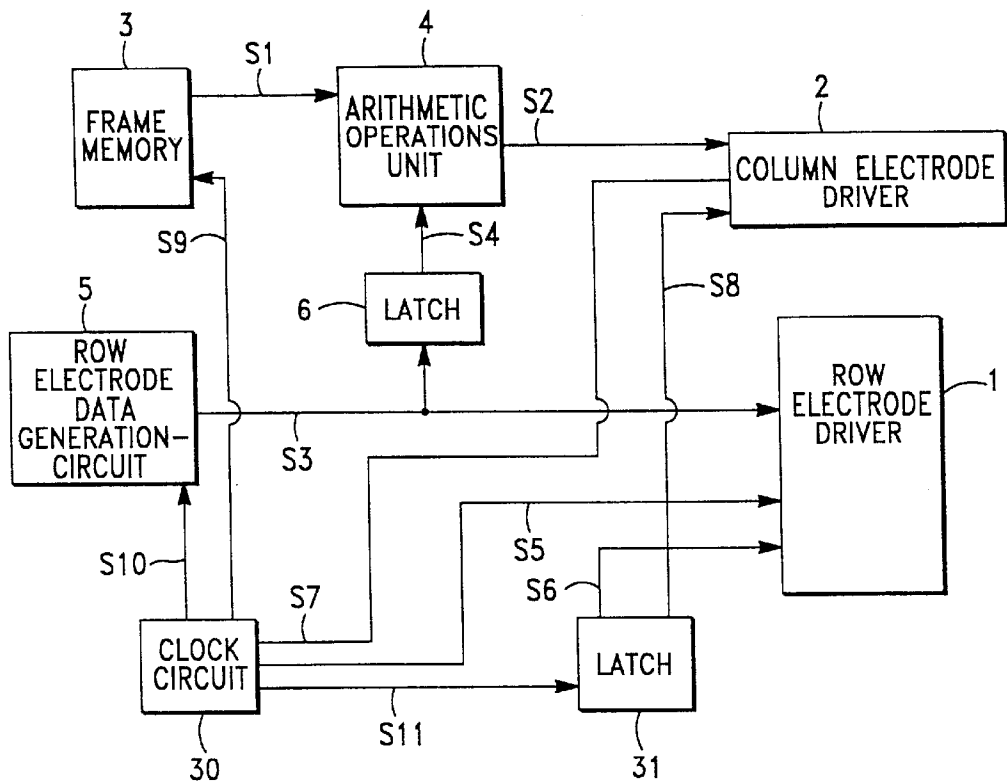 3
S1
4
FRAME
MEMORY
ARITHMETIC
OPERATIONS
UNIT
S2
2
COLUMN ELECTRODE
DRIVER
S9
S4
S8
5
6
LATCH
ROW
ELECTRODE
DATA
GENERATION-
CIRCUIT
S3
ROW
ELECTRODE
DRIVER
1
S10
S7
S5
S6
CLOCK
CIRCUIT
LATCH
S11
30
31